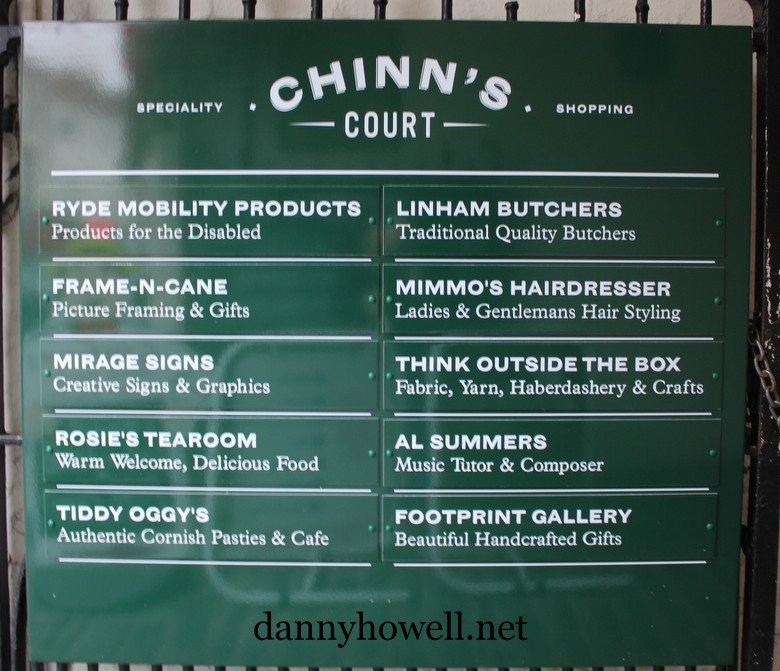 CHINN'S
SPECIALITY · · SHOPPING
COURT
RYDE MOBILITY PRODUCTS
Products for the Disabled
FRAME-N-CANE
Picture Framing & Gifts
MIRAGE SIGNS
Creative Signs & Graphics
ROSIE'S TEAROOM
Warm Welcome, Delicious Food
TIDDY OGGY'S
Authentic Cornish Pasties & Cafe
LINHAM BUTCHERS
Traditional Quality Butchers
MIMMO'S HAIRDRESSER
Ladies & Gentlemans Hair Styling
THINK OUTSIDE THE BOX
Fabric, Yarn, Haberdashery & Crafts
AL SUMMERS
Music Tutor & Composer
FOOTPRINT GALLERY
Beautiful Handcrafted Gifts
dannyhowell.net